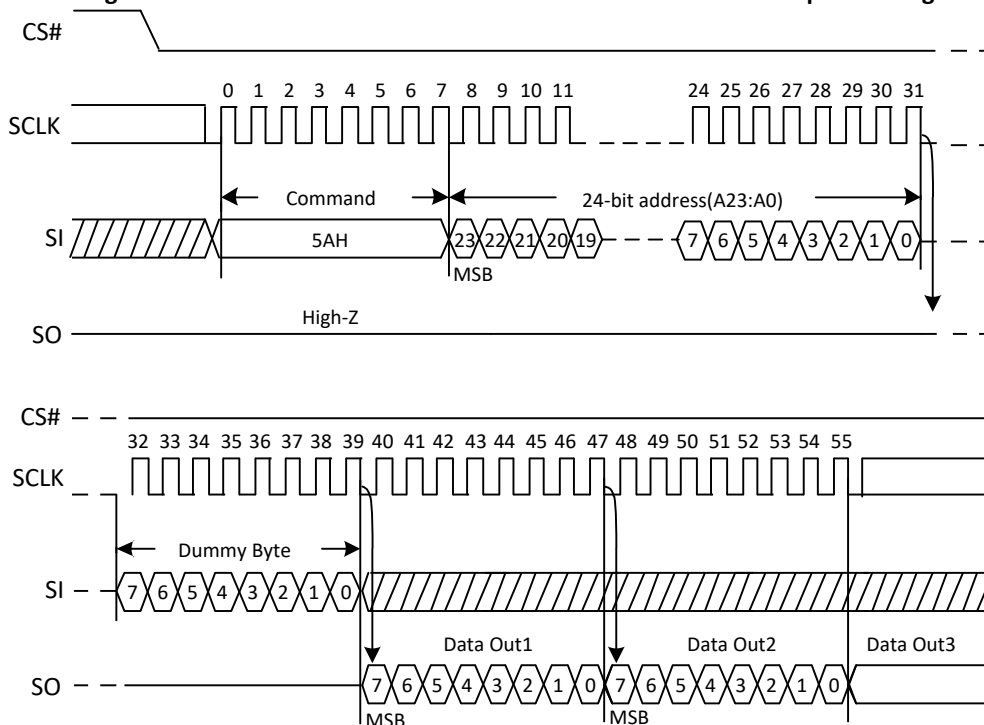 CS#
0 1 2 3 4 5 6 7 8 9 10 11 24 25 26 27 28 29 30 31
SCLK
Command 24-bit address(A23:A0)
SI 5AH 23 22 21 20 19 7 6 5 4 3 2 1 0
MSB
High-Z
SO
CS#
32 33 34 35 36 37 38 39 40 41 42 43 44 45 46 47 48 49 50 51 52 53 54 55
SCLK
Dummy Byte
SI 7 6 5 4 3 2 1 0
Data Out1 Data Out2 Data Out3
SO 7 6 5 4 3 2 1 0 7 6 5 4 3 2 1 0
MSB MSB